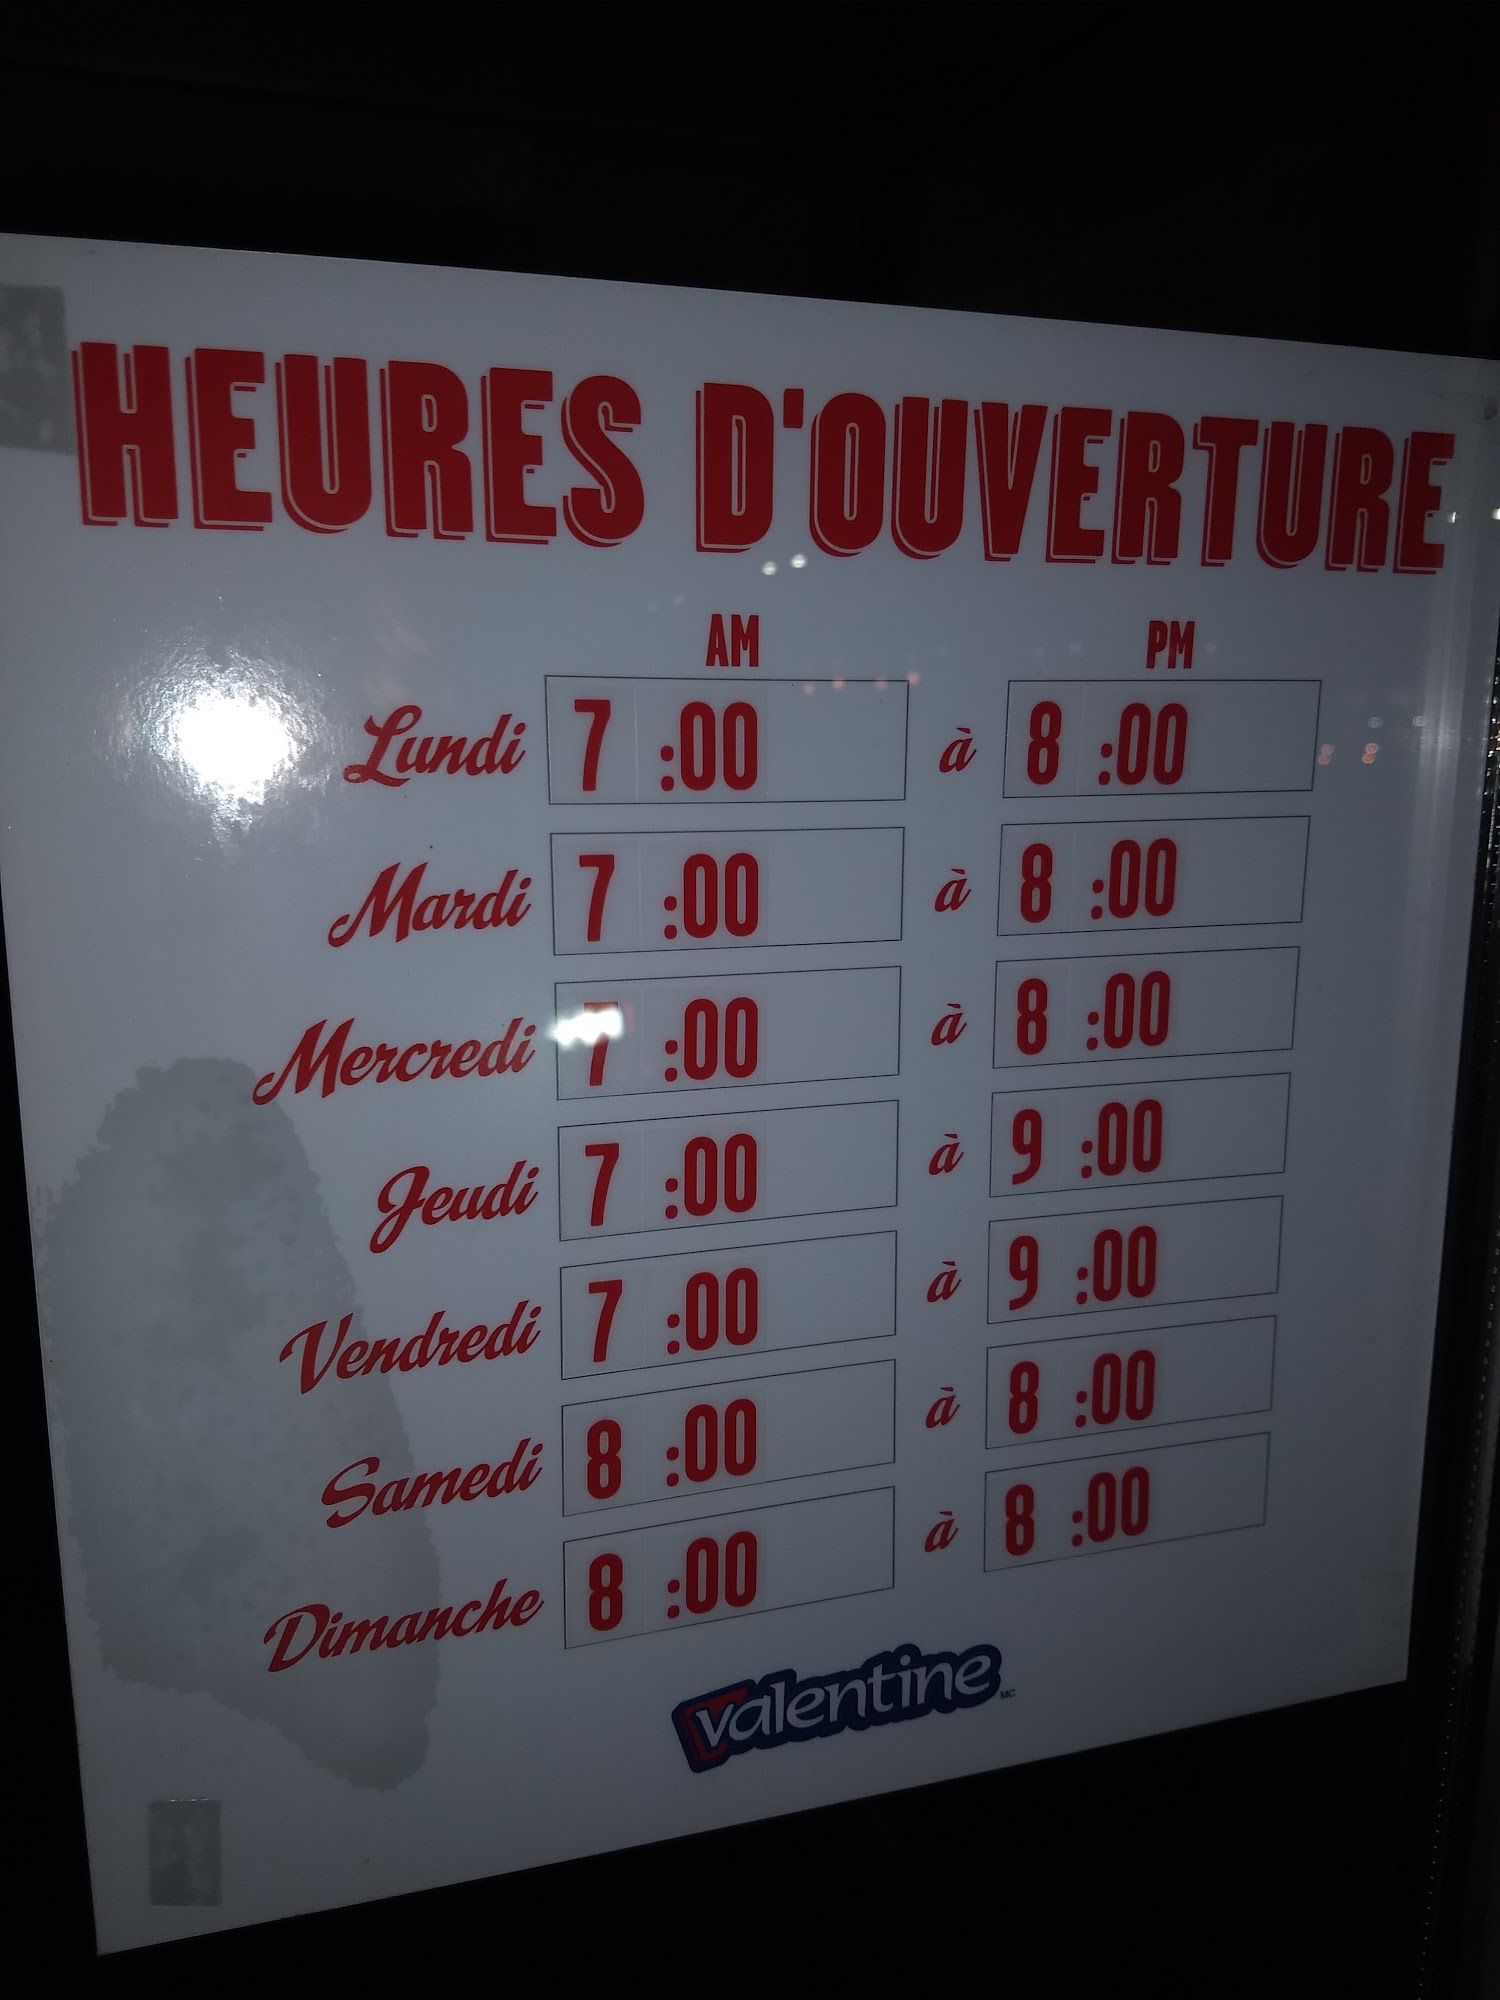 HEURES D'OUVERTURE
AM PM
Lundi 7 :00 à 8 :00
Mardi 7 :00 à 8 :00
Mercredi 7 :00 à 8 :00
Jeudi 7 :00 à 9 :00
Vendredi 7 :00 à 9 :00
Samedi 8 :00 à 8 :00
Dimanche 8 :00 à 8 :00
valentine MC